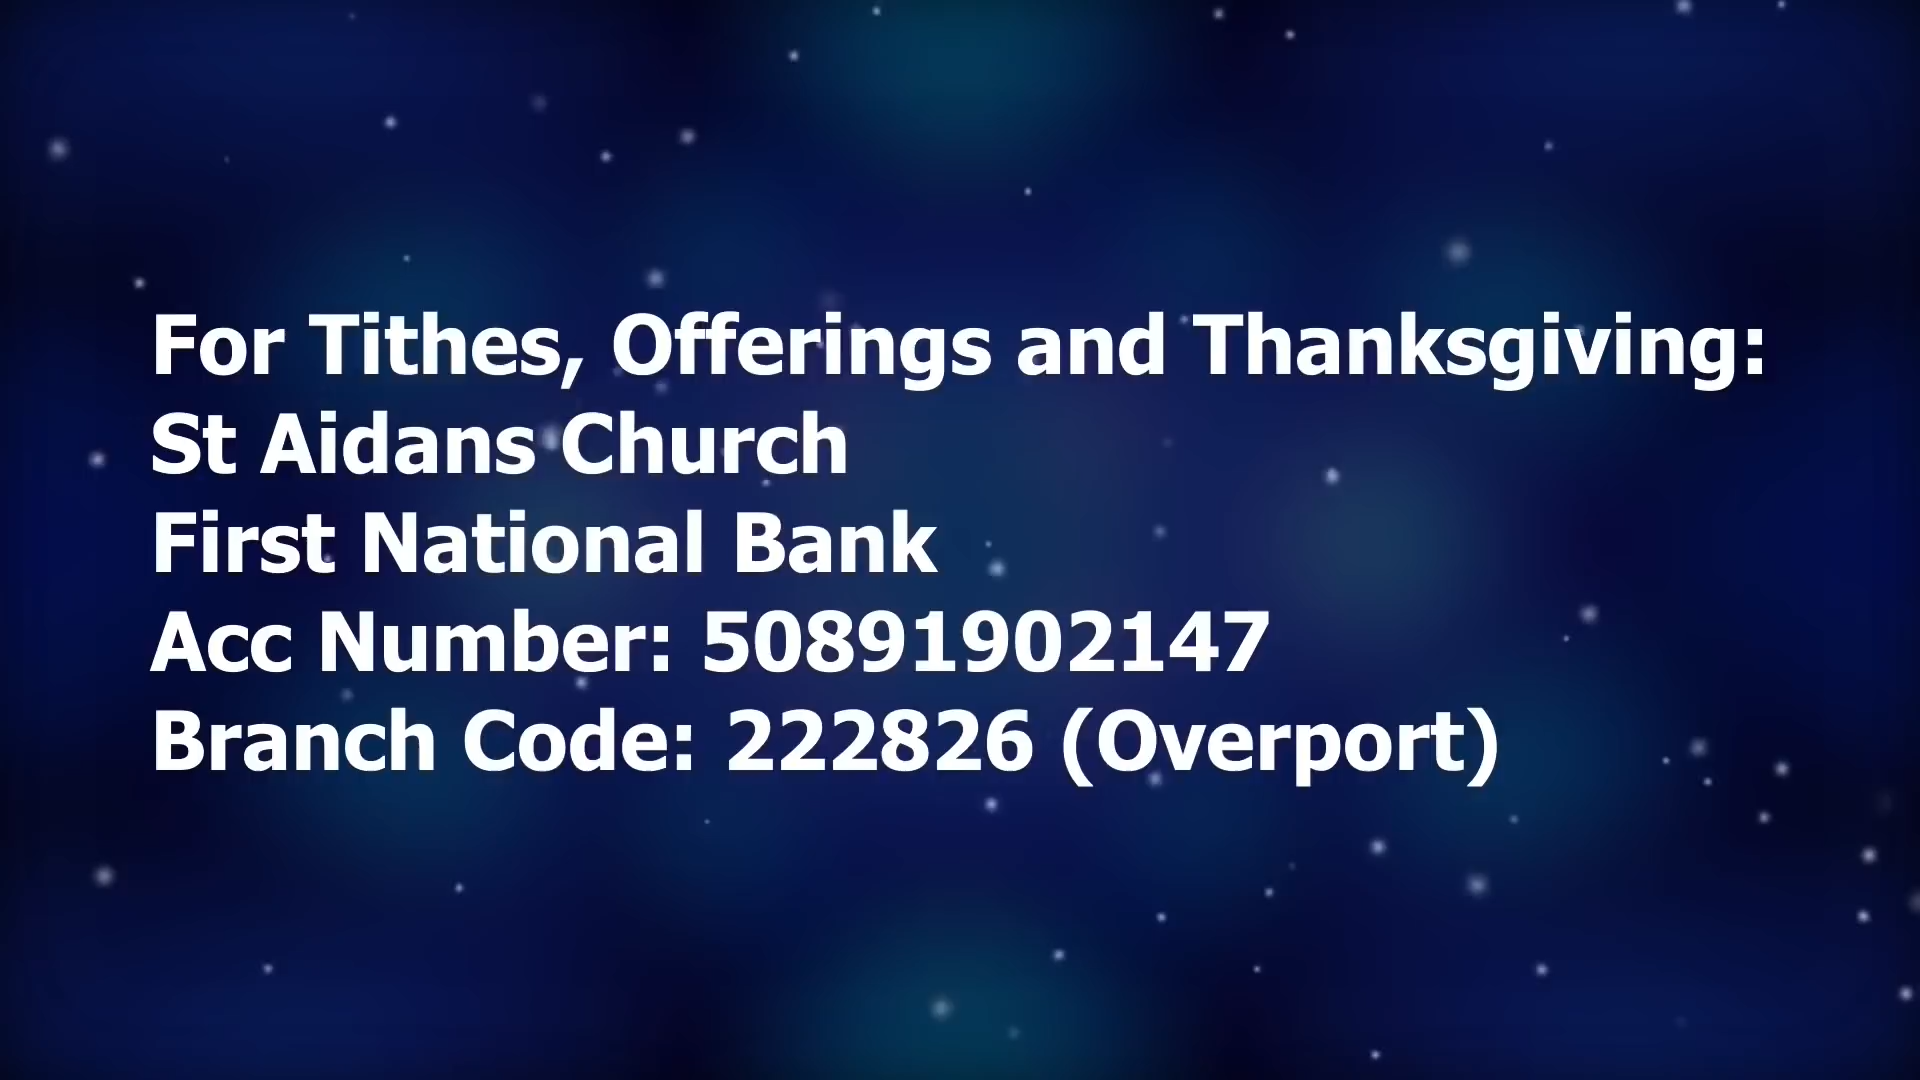 For Tithes, Offerings and Thanksgiving:
St Aidans Church
First National Bank
Acc Number: 50891902147
Branch Code: 222826 (Overport)